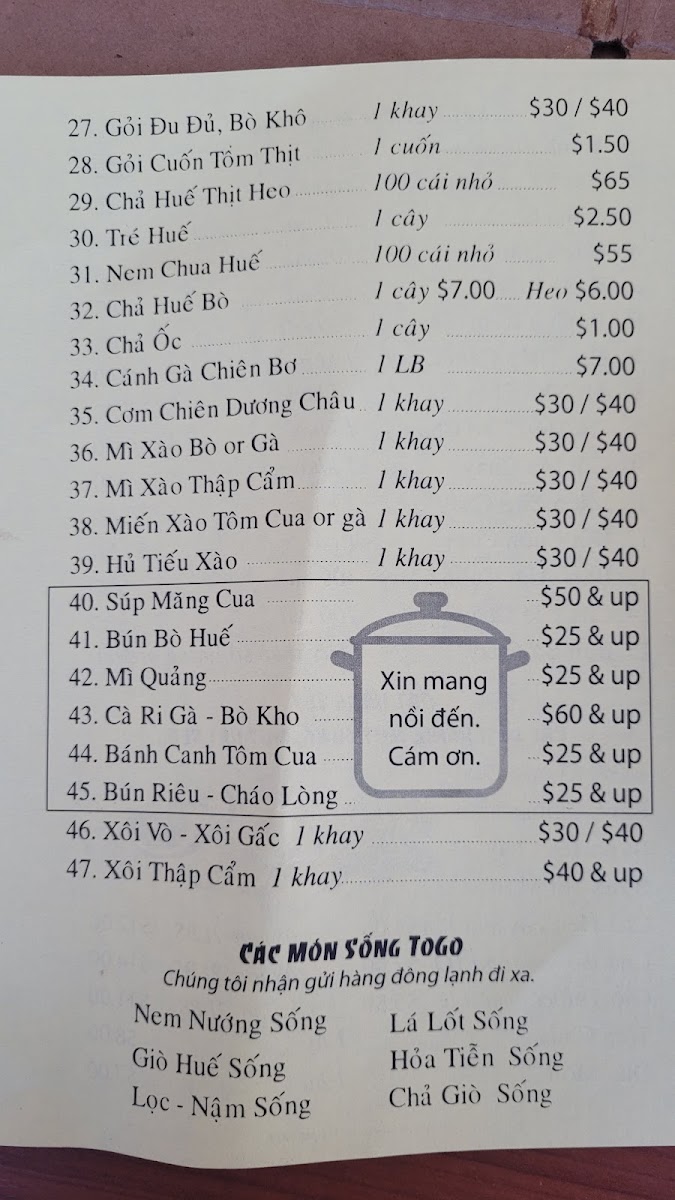 27. Gỏi Đu Đủ, Bò Khô 1 khay $30 / $40
28. Gỏi Cuốn Tôm Thịt 1 cuốn $1.50
29. Chả Huế Thịt Heo 100 cái nhỏ $65
30. Tré Huế 1 cây $2.50
31. Nem Chua Huế 100 cái nhỏ $55
32. Chả Huế Bò 1 cây $7.00 Heo $6.00
33. Chả Ốc 1 cây $1.00
34. Cánh Gà Chiên Bơ 1 LB $7.00
35. Cơm Chiên Dương Châu 1 khay $30 / $40
36. Mì Xào Bò or Gà 1 khay $30 / $40
37. Mì Xào Thập Cẩm 1 khay $30 / $40
38. Miến Xào Tôm Cua or gà 1 khay $30 / $40
39. Hủ Tiếu Xào 1 khay $30 / $40
40. Súp Măng Cua $50 & up
41. Bún Bò Huế $25 & up
42. Mì Quảng $25 & up
43. Cà Ri Gà - Bò Kho $60 & up
44. Bánh Canh Tôm Cua $25 & up
45. Bún Riêu - Cháo Lòng $25 & up
Xin mang
nồi đến.
Cám ơn.
46. Xôi Vò - Xôi Gấc 1 khay $30 / $40
47. Xôi Thập Cẩm 1 khay $40 & up
CÁC MÓN SỐNG TOGO
Chúng tôi nhận gửi hàng đông lạnh đi xa.
Nem Nướng Sống Lá Lốt Sống
Giò Huế Sống Hỏa Tiễn Sống
Lọc - Nậm Sống Chả Giò Sống